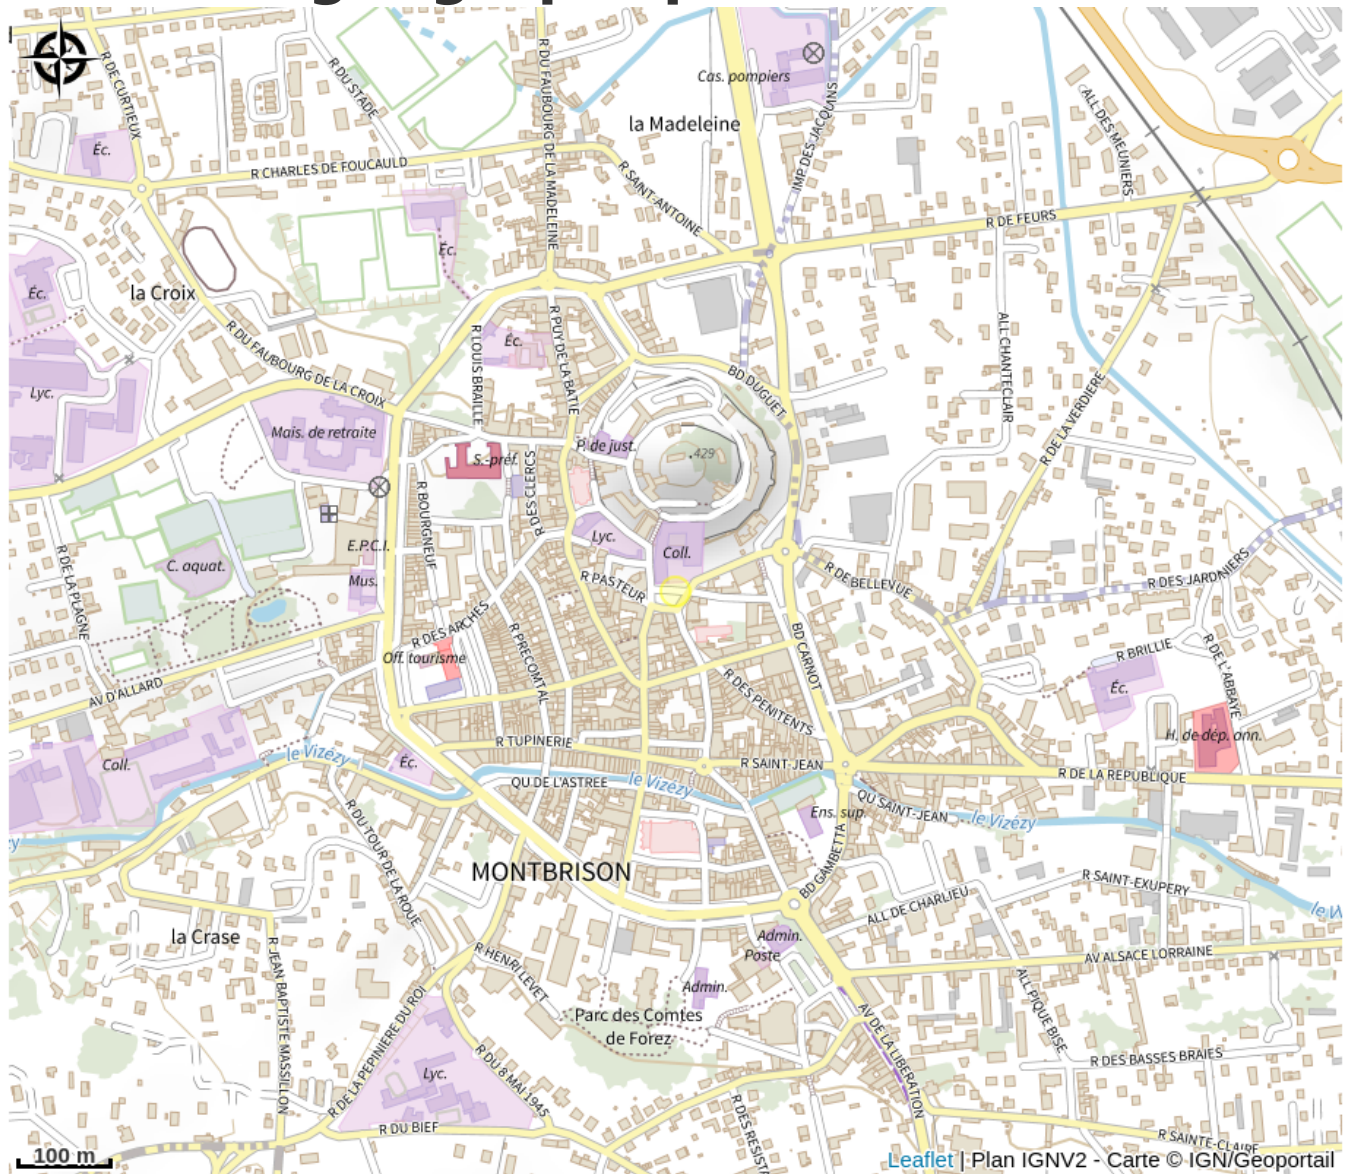 R DE CURTIEUX
R DU STADE
R DU FAUBOURG DE LA MADELEINE
Cas. pompiers
la Madeleine
IMP. DES JACQUINS
ALL DES MEUNIERS
Éc.
R CHARLES DE FOUCAULD
R SAINT-ANTOINE
R DE FEURS
Éc.
Éc.
la Croix
R DU FAUBOURG DE LA CROIX
R LOUIS BRAILLE
Éc.
R PUY DE LA BATIE
BD DUGUET
ALL CHANTECLAIR
R DE LA VERDIERE
Lyc.
Mais. de retraite
S.-préf.
P. de just.
429
R BOURGNEUF
R DES CLERCS
E.P.C.I.
Lyc.
Coll.
C. aquat.
Mus.
R DE LA PLAGNE
R PASTEUR
R DE BELLEVUE
R DES JARDINIERS
R DES ARCHES
R PRECOMTAL
Off. tourisme
BD CARNOT
R BRILLIE
R DE L'ABBAYE
AV D'ALLARD
R DES PENITENTS
Éc.
H. de dép. ann.
R TUPINERIE
le Vizézy
Coll.
Éc.
R SAINT-JEAN
R DE LA REPUBLIQUE
QU DE L'ASTREE
le Vizézy
QU SAINT-JEAN
Ens. sup.
le Vizézy
R DU TOUR DE LA ROUE
MONTBRISON
BD GAMBETTA
R SAINT-EXUPERY
ALL DE CHARLIEU
la Crase
Admin.
Poste
R HENRI LEVET
AV ALSACE LORRAINE
R JEAN BAPTISTE MASSILLON
Admin.
ALL PIQUE BISE
R DE LA PEPINIERE DU ROI
Parc des Comtes
de Forez
AV DE LA LIBERATION
R DU 8 MAI 1945
Lyc.
R DES BASSES BRAIES
R DU BIEF
R SAINTE-CLAIRE
100 m
Leaflet | Plan IGNV2 - Carte © IGN/Geoportail